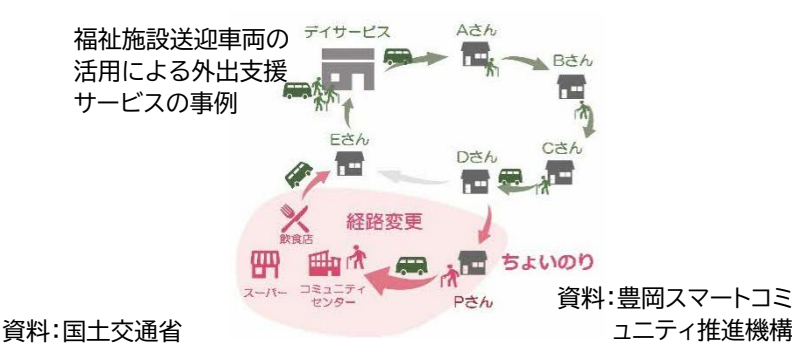 福祉施設送迎車両の
活用による外出支援
サービスの事例
デイサービス
Aさん
Bさん
Cさん
Dさん
Eさん
経路変更
飲食店
ちょいのり
スーパー
コミュニティ
センター
Pさん
資料：国土交通省
資料：豊岡スマートコミ
ュニティ推進機構